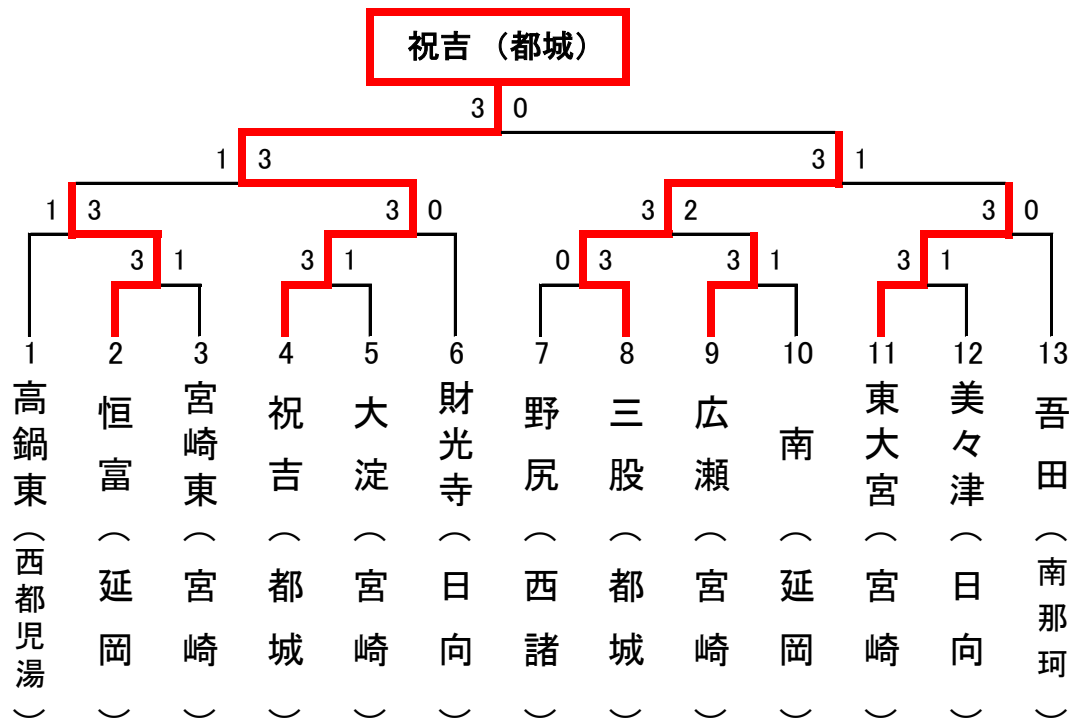 祝吉 （都城）
3 0
1 3
3 1
1 3
3 0
3 2
3 0
3 1
3 1
0 3
3 1
3 1
1 2 3 4 5 6 7 8 9 10 11 12 13
高鍋東（西都児湯）
恒富（延岡）
宮崎東（宮崎）
祝吉（都城）
大淀（宮崎）
財光寺（日向）
野尻（西諸）
三股（都城）
広瀬（宮崎）
南（延岡）
東大宮（宮崎）
美々津（日向）
吾田（南那珂）